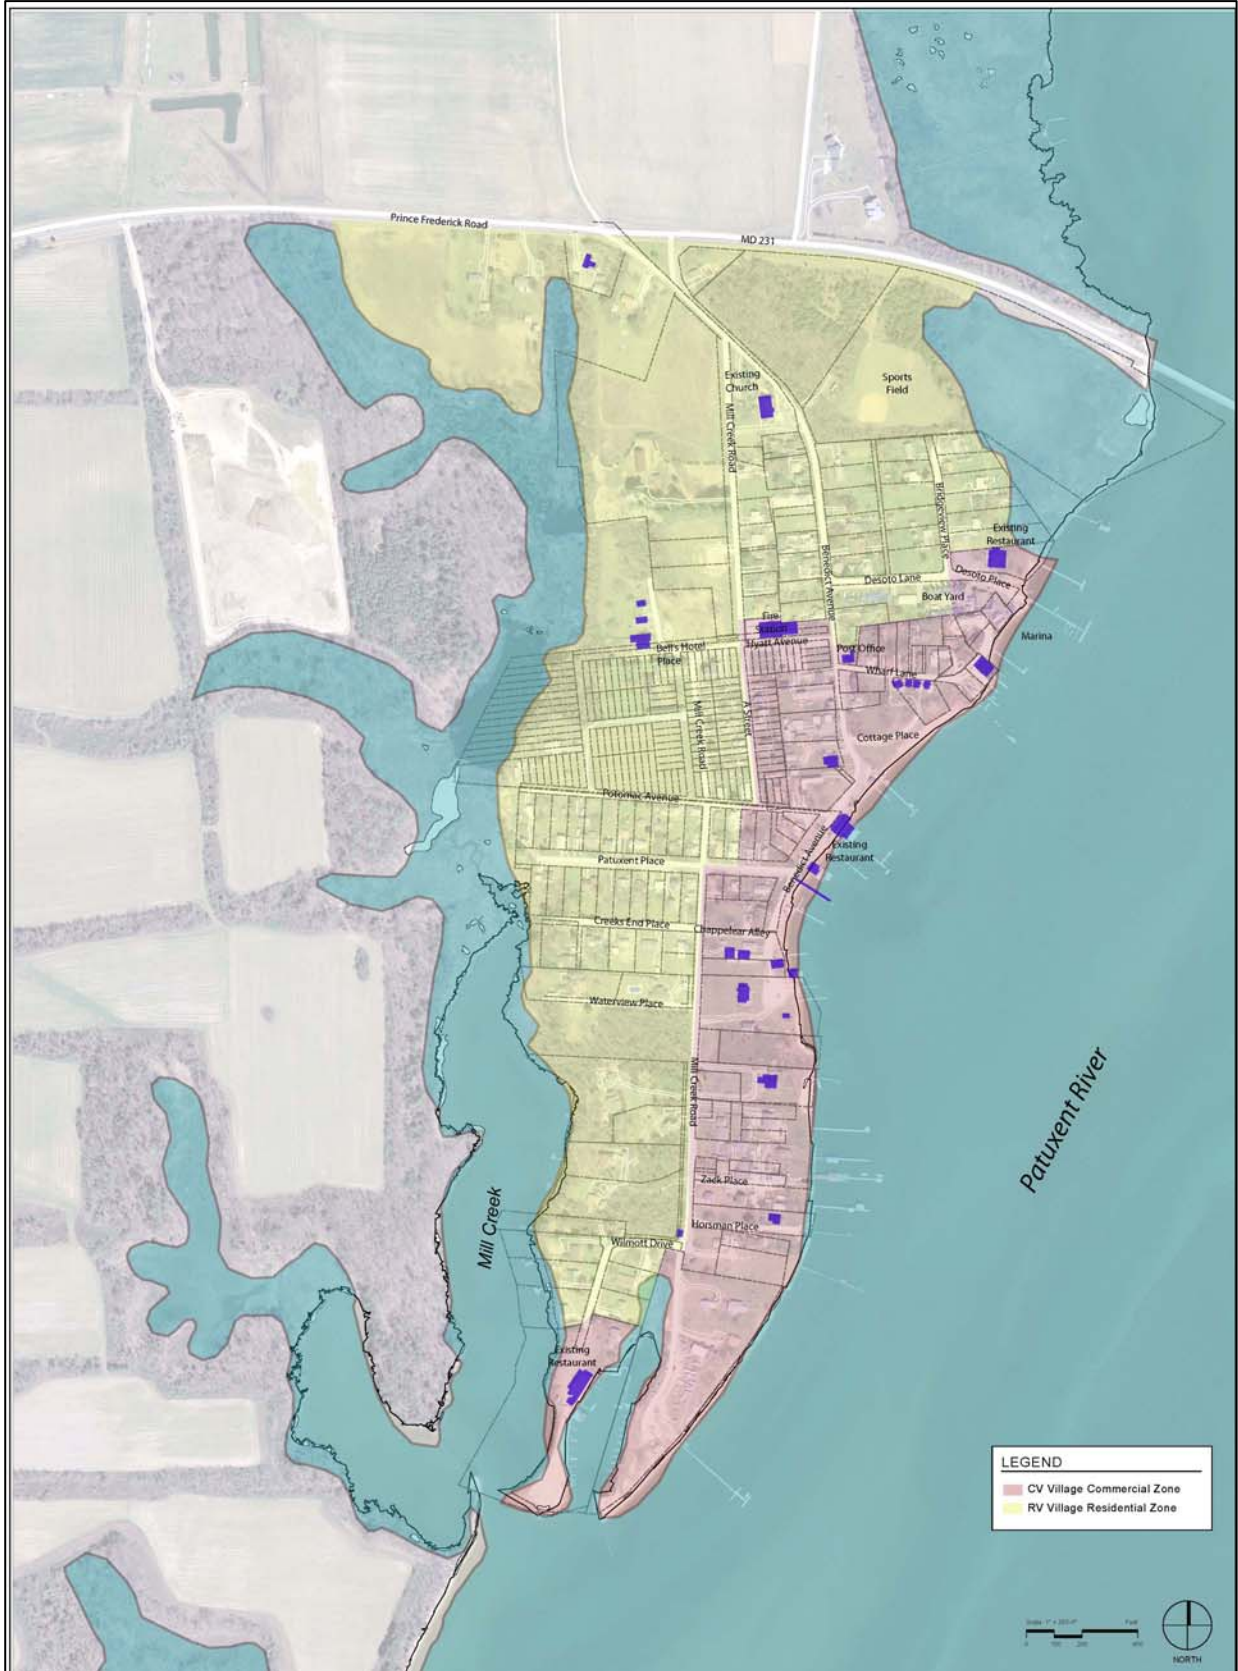 Prince Frederick Road
MD 231
Existing
Church
Sports
Field
Mill Creek Road
Bridgeview Place
Existing
Restaurant
Benedict Avenue
Desoto Lane
Desoto Place
Boat Yard
Fire
Station
Hyatt Avenue
Marina
Bell's Hotel
Place
Post Office
Wharf Lane
Mill Creek Road
A Street
Cottage Place
Potomac Avenue
Benedict Avenue
Existing
Restaurant
Patuxent Place
Creeks End Place
Chappelear Alley
Waterview Place
Mill Creek Road
Patuxent River
Zack Place
Mill Creek
Horsman Place
Wilmott Drive
Existing
Restaurant
LEGEND
CV Village Commercial Zone
RV Village Residential Zone
Feet
NORTH